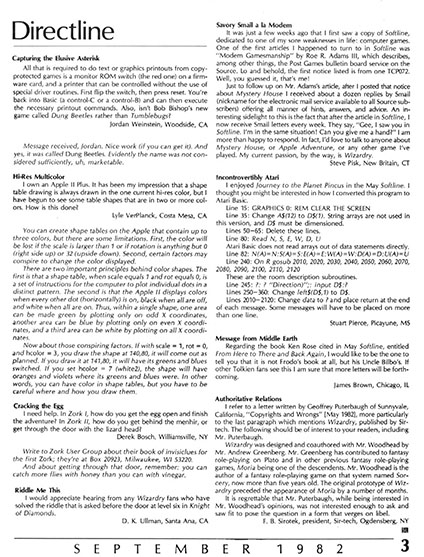 Directline
Capturing the Elusive Asterisk
All that is required to do text or graphics printouts from copy-
protected games is a monitor ROM switch (the red one) on a firm-
ware card, and a printer that can be controlled without the use of
special driver routines. First flip the switch, then press reset. You're
back into Basic (a control-C or a control-B) and can then execute
the necessary printout commands. Also, isn't Bob Bishop's new
game called Dung Beetles rather than Tumblebugs?
Jordan Weinstein, Woodside, CA
Message received, Jordan. Nice work (if you can get it). And
yes, it was called Dung Beetles. Evidently the name was not con-
sidered sufficiently, uh, marketable.
Hi-Res Multicolor
I own an Apple II Plus. It has been my impression that a shape
table drawing is always drawn in the one current hi-res color, but I
have begun to see some tables shapes that are in two or more col-
ors. How is this done?
Lyle VerPlanck, Costa Mesa, CA
You can create shape tables on the Apple that contain up to
three colors, but there are some limitations. First, the color will
be lost if the scale is larger than 1 or if rotation is anything but 0
(right side up) or 32 (upside down). Second, certain factors may
conspire to change the color displayed.
There are two important principles behind color shapes. The
first is that a shape table, when scale equals 1 and rot equals 0, is
a set of instructions for the computer to plot individual dots in a
distinct pattern. The second is that the Apple II displays colors
when every other dot (horizontally) is on, black when all are off,
and white when all are on. Thus, within a single shape, one area
can be made green by plotting only on odd X coordinates,
another area can be blue by plotting only on even X coordi-
nates, and a third area can be white by plotting on all X coordi-
nates.
Now about those conspiring factors. If with scale = 1, rot = 0,
and hcolor = 3, you draw the shape at 140,80, it will come out as
planned. If you draw it at 141,80, it will have its greens and blues
switched. If you set hcolor = 7 (white2), the shape will have
oranges and violets where its greens and blues were. In other
words, you can have color in shape tables, but you have to be
careful where and how you draw them.
Cracking the Egg
I need help. In Zork I, how do you get the egg open and finish
the adventure? In Zork II, how do you get behind the menhir, or
get through the door with the lizard head?
Derek Bosch, Williamsville, NY
Write to Zork User Group about their book of invisiclues for
the first Zork; they're at Box 20923, Milwaukee, WI 53220.
And about getting through that door, remember: you can
catch more flies with honey than you can with vinegar.
Riddle Me This
I would appreciate hearing from any Wizardry fans who have
solved the riddle that is asked before the door at level six in Knight
of Diamonds.
D. K. Ullman, Santa Ana, CA
Savory Small a la Modem
It was just a few weeks ago that I first saw a copy of Softline,
dedicated to one of my sore weaknesses in life: computer games.
One of the first articles I happened to turn to in Softline was
"Modem Gamesmanship" by Roe R. Adams III, which describes,
among other things, the Post Games bulletin board service on the
Source. Lo and behold, the first notice listed is from one TCP072.
Well, you guessed it, that's me!
Just to follow up on Mr. Adam's article, after I posted that notice
about Mystery House I received about a dozen replies by Smail
(nickname for the electronic mail service available to all Source sub-
scribers) offering all manner of hints, answers, and advice. An in-
teresting sidelight to this is the fact that after the article in Softline, I
now receive Smail letters every week. They say, "Gee, I saw you in
Softline. I'm in the same situation! Can you give me a hand?" I am
more than happy to respond. In fact, I'd love to talk to anyone about
Mystery House, or Apple Adventure, or any other game I've
played. My current passion, by the way, is Wizardry.
Steve Pisk, New Britain, CT
Incontrovertibly Atari
I enjoyed Journey to the Planet Pincus in the May Softline. I
thought you might be interested in how I converted this program to
Atari Basic.
Line 15: GRAPHICS 0: REM CLEAR THE SCREEN
Line 35: Change A$(12) to D$(7). String arrays are not used in
this version, and D$ must be dimensioned.
Lines 50-65: Delete these lines.
Line 80: Read N, S, E, W, D, U
Atari Basic does not read arrays out of data statements directly.
Line 82: N(A)=N:S(A)=S:E(A)=E:W(A)=W:D(A)=D:U(A)=U
Line 240: On R gosub 2010, 2020, 2030, 2040, 2050, 2060, 2070,
2080, 2090, 2100, 2110, 2120
These are the room description subroutines.
Line 245: ?: ? "Direction)";: Input D$:?
Lines 250-360: Change left$(D$,1) to D$.
Lines 2010-2120: Change data to ? and place return at the end
of each message. Some messages will have to be placed on more
than one line.
Stuart Pierce, Picayune, MS
Message from Middle Earth
Regarding the book Ken Rose cited in May Softline, entitled
From Here to There and Back Again, I would like to be the one to
tell you that it is not Frodo's book at all, but his Uncle Bilbo's. If
other Tolkien fans see this I am sure that more letters will be forth-
coming.
James Brown, Chicago, IL
Authoritative Relations
I refer to a letter written by Geoffrey Puterbaugh of Sunnyvale,
California, "Copyrights and Wrongs" [May 1982], more particularly
to the last paragraph which mentions Wizardry, published by Sir-
tech. The following should be of interest to your readers, including
Mr. Puterbaugh.
Wizardry was designed and coauthored with Mr. Woodhead by
Mr. Andrew Greenberg. Mr. Greenberg has contributed to fantasy
role-playing on Plato and in other previous fantasy role-playing
games, Moria being one of the descendents. Mr. Woodhead is the
author of a fantasy role-playing game on that system named Sor-
cery, now more than five years old. The original prototype of Wiz-
ardry preceded the appearance of Moria by a number of months.
It is regrettable that Mr. Puterbaugh, while being interested in
Mr. Woodhead's opinions, was not interested enough to ask and
saw fit to pose the question in a form that verges on libel.
F. B. Sirotek, president, Sir-tech, Ogdensberg, NY
SEPTEMBER 1982
3